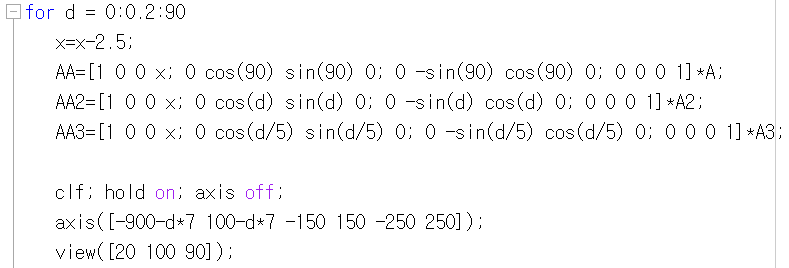 for d = 0:0.2:90
x=x-2.5;
AA=[1 0 0 x; 0 cos(90) sin(90) 0; 0 -sin(90) cos(90) 0; 0 0 0 1]*A;
AA2=[1 0 0 x; 0 cos(d) sin(d) 0; 0 -sin(d) cos(d) 0; 0 0 0 1]*A2;
AA3=[1 0 0 x; 0 cos(d/5) sin(d/5) 0; 0 -sin(d/5) cos(d/5) 0; 0 0 0 1]*A3;
clf; hold on; axis off;
axis([-900-d*7 100-d*7 -150 150 -250 250]);
view([20 100 90]);